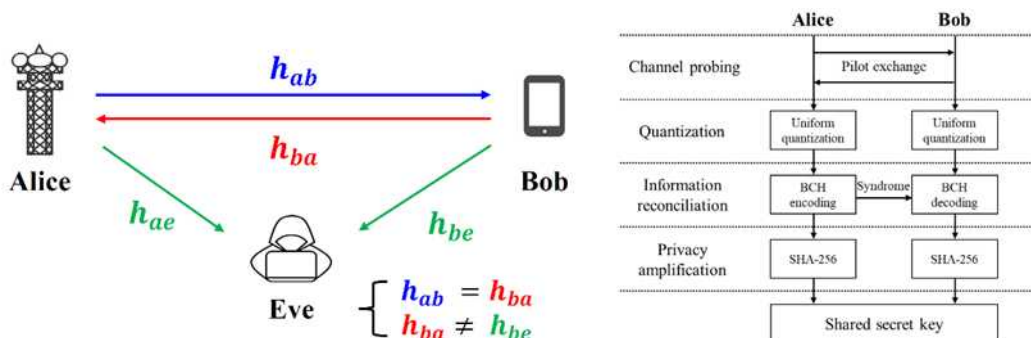 h_ab
h_ba
Alice
Bob
h_ae
h_be
Eve
h_ab = h_ba
h_ba ≠ h_be
Alice Bob
Channel probing
Pilot exchange
Quantization
Uniform
quantization
Uniform
quantization
Information
reconciliation
BCH
encoding
Syndrome
BCH
decoding
Privacy
amplification
SHA-256
SHA-256
Shared secret key